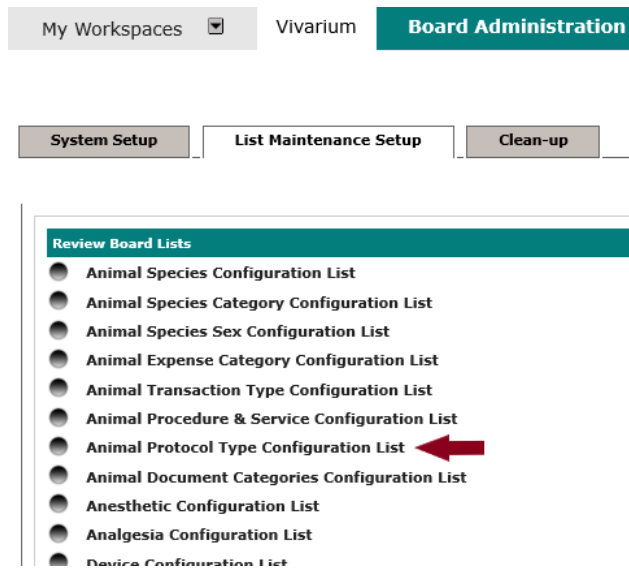 My Workspaces Vivarium Board Administration
System Setup List Maintenance Setup Clean-up
Review Board Lists
Animal Species Configuration List
Animal Species Category Configuration List
Animal Species Sex Configuration List
Animal Expense Category Configuration List
Animal Transaction Type Configuration List
Animal Procedure & Service Configuration List
Animal Protocol Type Configuration List
Animal Document Categories Configuration List
Anesthetic Configuration List
Analgesia Configuration List
Device Configuration List